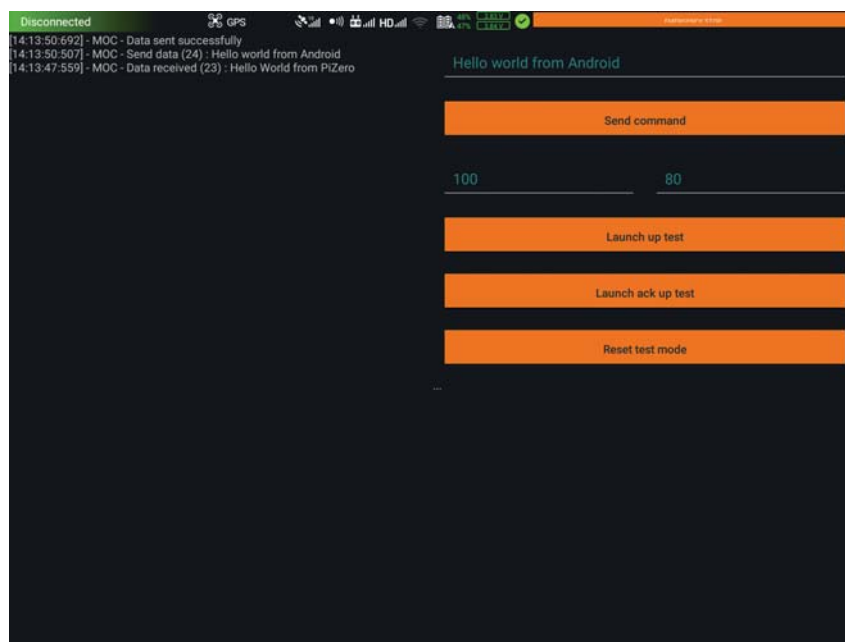 Disconnected
GPS
HD
[14:13:50:692] - MOC - Data sent successfully
[14:13:50:507] - MOC - Send data (24) : Hello world from Android
[14:13:47:559] - MOC - Data received (23) : Hello World from PiZero
Hello world from Android
Send command
100
80
Launch up test
Launch ack up test
Reset test mode
...